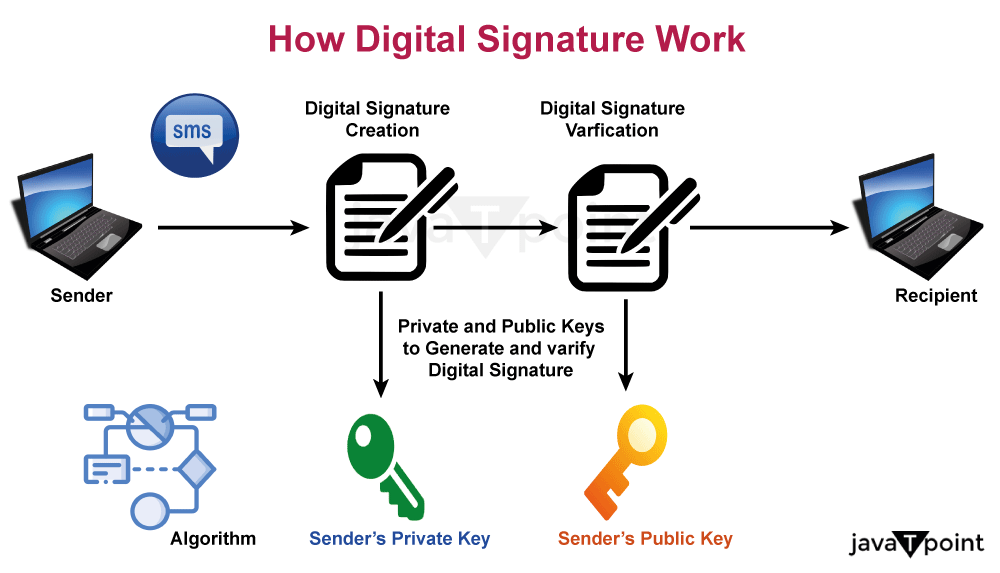 How Digital Signature Work
sms
Digital Signature
Creation
Digital Signature
Varfication
javaTpoint
Sender
Recipient
Private and Public Keys
to Generate and varify
Digital Signature
Algorithm
Sender's Private Key
Sender's Public Key
javaTpoint